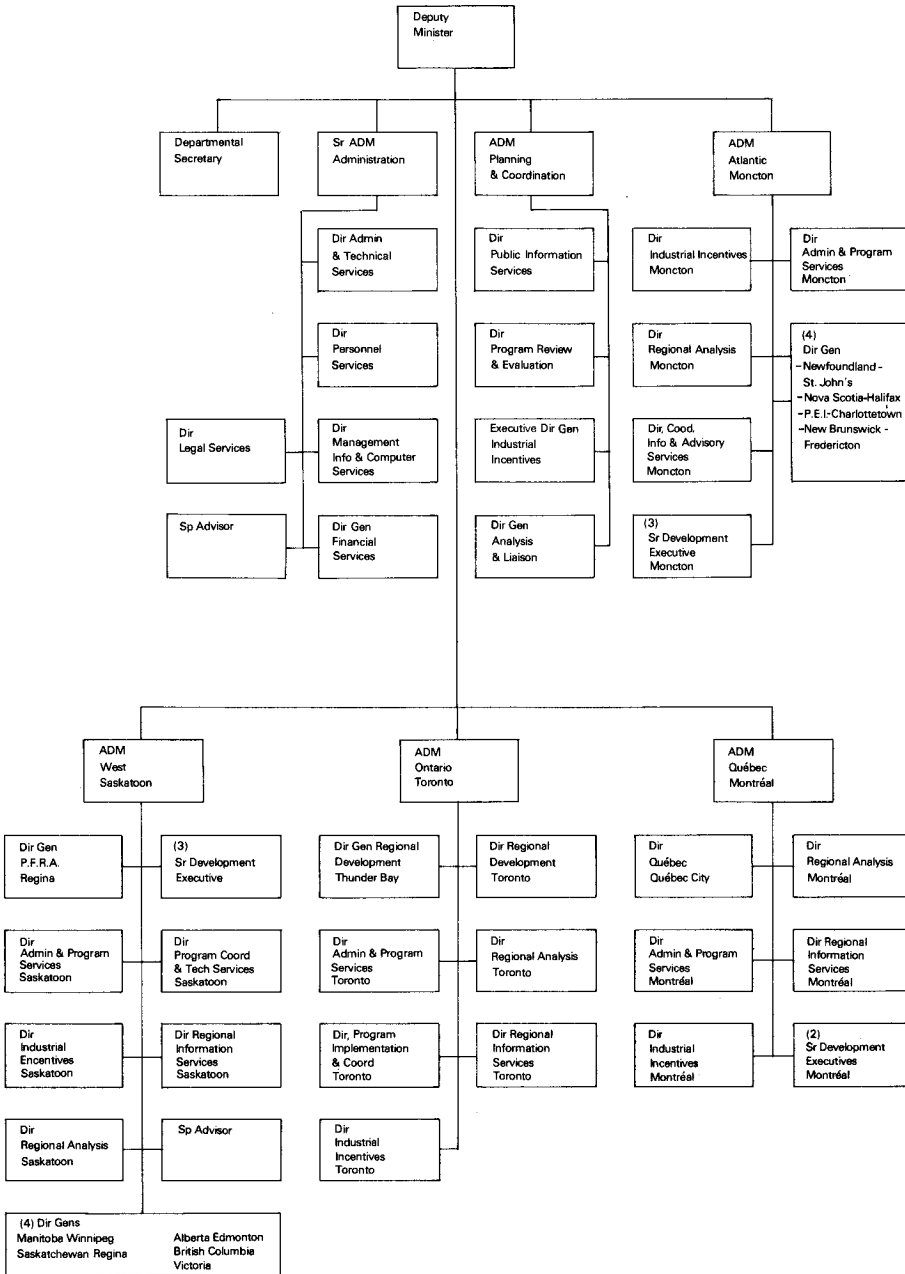 Deputy
Minister
Departmental
Secretary
Sr ADM
Administration
ADM
Planning
& Coordination
ADM
Atlantic
Moncton
Dir Admin
& Technical
Services
Dir
Public Information
Services
Dir
Industrial Incentives
Moncton
Dir
Admin & Program
Services
Moncton
Dir
Personnel
Services
Dir
Program Review
& Evaluation
Dir
Regional Analysis
Moncton
(4)
Dir Gen
-Newfoundland -
St. John's
-Nova Scotia-Halifax
-P.E.I.-Charlottetown
-New Brunswick -
Fredericton
Dir
Legal Services
Dir
Management
Info & Computer
Services
Executive Dir Gen
Industrial
Incentives
Dir, Cood.
Info & Advisory
Services
Moncton
Sp Advisor
Dir Gen
Financial
Services
Dir Gen
Analysis
& Liaison
(3)
Sr Development
Executive
Moncton
ADM
West
Saskatoon
ADM
Ontario
Toronto
ADM
Québec
Montréal
Dir Gen
P.F.R.A.
Regina
(3)
Sr Development
Executive
Dir Gen Regional
Development
Thunder Bay
Dir Regional
Development
Toronto
Dir
Québec
Québec City
Dir
Regional Analysis
Montréal
Dir
Admin & Program
Services
Saskatoon
Dir
Program Coord
& Tech Services
Saskatoon
Dir
Admin & Program
Services
Toronto
Dir
Regional Analysis
Toronto
Dir
Admin & Program
Services
Montréal
Dir Regional
Information
Services
Montréal
Dir
Industrial
Encentives
Saskatoon
Dir Regional
Information
Services
Saskatoon
Dir, Program
Implementation
& Coord
Toronto
Dir Regional
Information
Services
Toronto
Dir
Industrial
Incentives
Montréal
(2)
Sr Development
Executives
Montréal
Dir
Regional Analysis
Saskatoon
Sp Advisor
Dir
Industrial
Incentives
Toronto
(4) Dir Gens
Manitoba Winnipeg
Saskatchewan Regina
Alberta Edmonton
British Columbia
Victoria